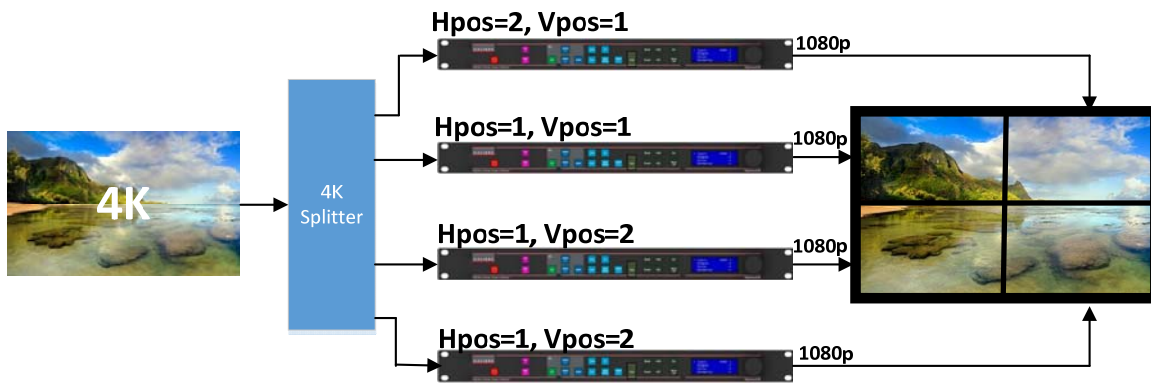 Hpos=2, Vpos=1
1080p
Hpos=1, Vpos=1
1080p
4K
4K
Splitter
Hpos=1, Vpos=2
1080p
Hpos=1, Vpos=2
1080p